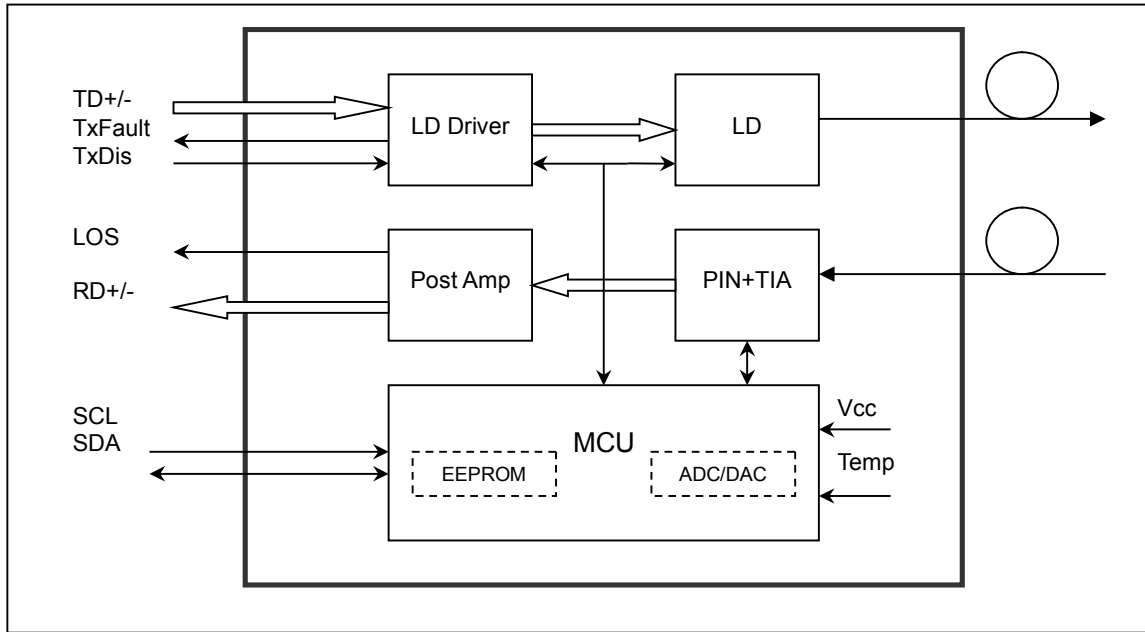 TD+/-
TxFault
TxDis
LD Driver
LD
LOS
RD+/-
Post Amp
PIN+TIA
SCL
SDA
MCU
EEPROM
ADC/DAC
Vcc
Temp